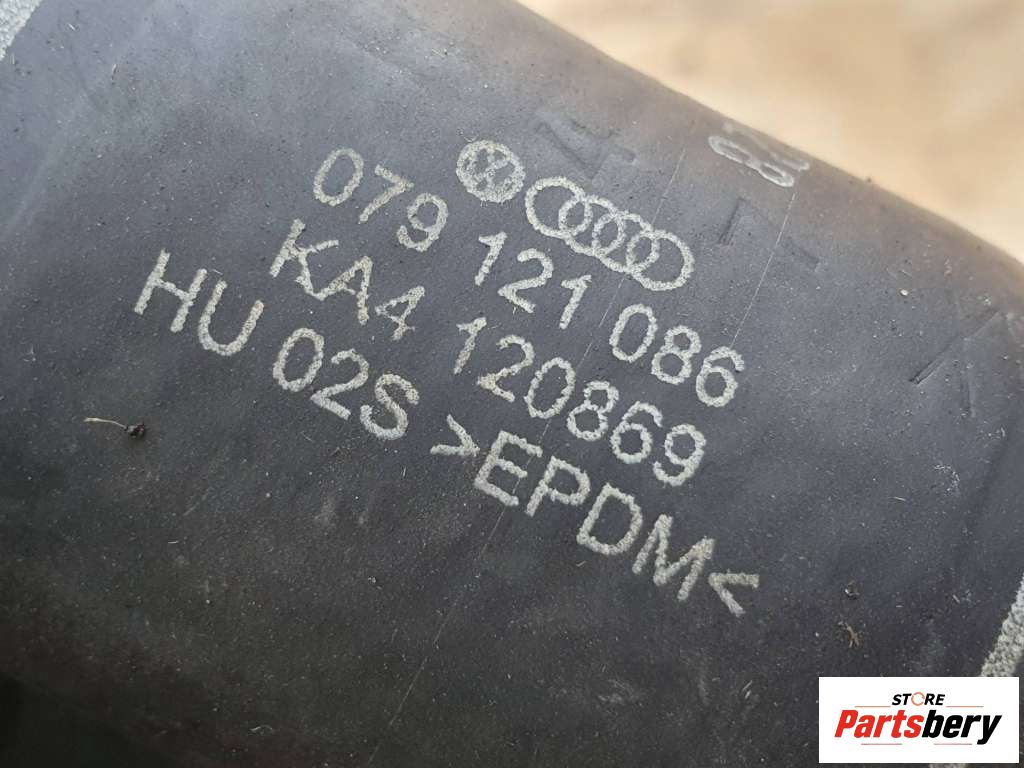 079 121 086
KA4 120869
HU 02S >EPDM<
STORE
Partsbery